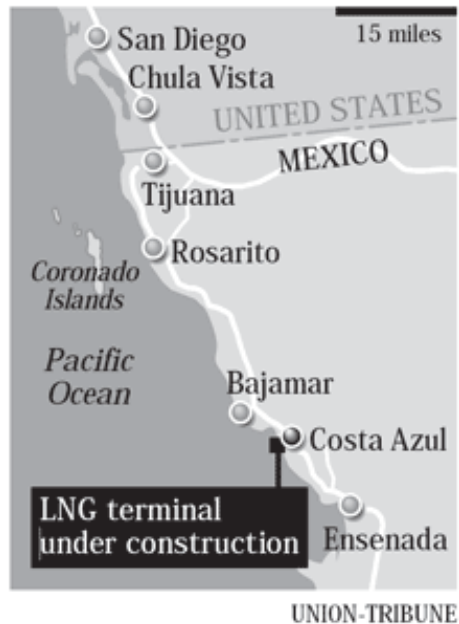 15 miles
San Diego
Chula Vista
UNITED STATES
MEXICO
Tijuana
Rosarito
Coronado
Islands
Pacific
Ocean
Bajamar
Costa Azul
LNG terminal
under construction
Ensenada
UNION-TRIBUNE